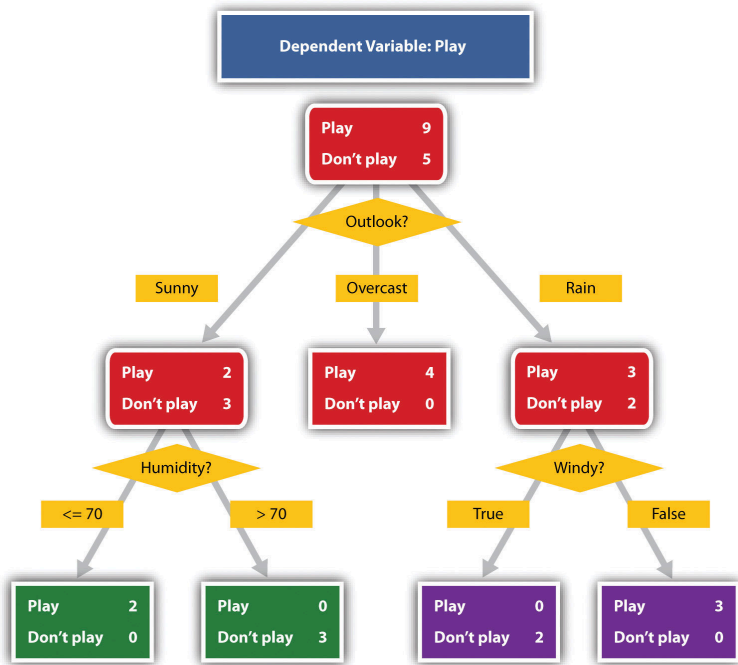 Dependent Variable: Play
Play 9
Don’t play 5
Outlook?
Sunny
Overcast
Rain
Play 2
Don’t play 3
Play 4
Don’t play 0
Play 3
Don’t play 2
Humidity?
Windy?
<= 70
> 70
True
False
Play 2
Don’t play 0
Play 0
Don’t play 3
Play 0
Don’t play 2
Play 3
Don’t play 0